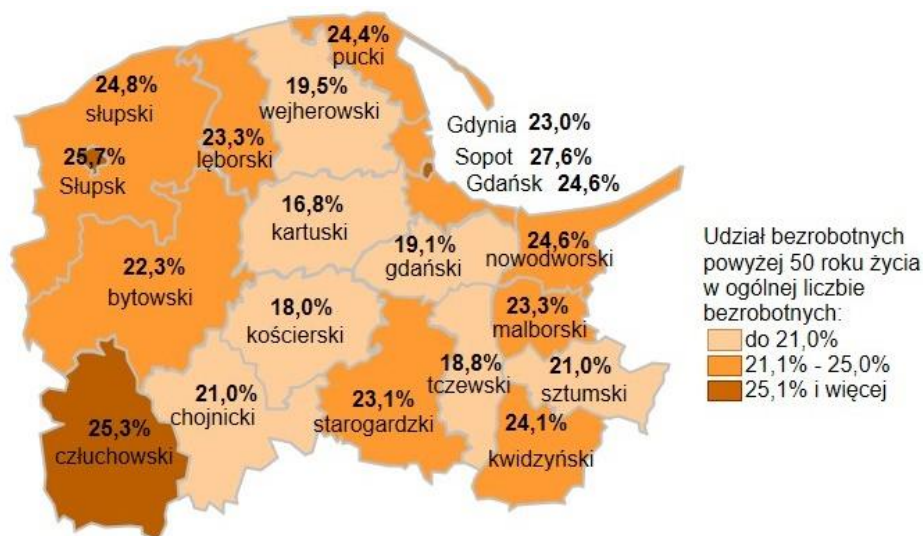 24,4%
pucki
24,8%
słupski
19,5%
wejherowski
Gdynia 23,0%
Sopot 27,6%
Gdańsk 24,6%
23,3%
lęborski
25,7%
Słupsk
16,8%
kartuski
19,1%
gdański
24,6%
nowodworski
22,3%
bytowski
18,0%
kościerski
23,3%
malborski
18,8%
tczewski
21,0%
sztumski
21,0%
chojnicki
23,1%
starogardzki
24,1%
kwidzyński
25,3%
człuchowski
Udział bezrobotnych
powyżej 50 roku życia
w ogólnej liczbie
bezrobotnych:
do 21,0%
21,1% - 25,0%
25,1% i więcej